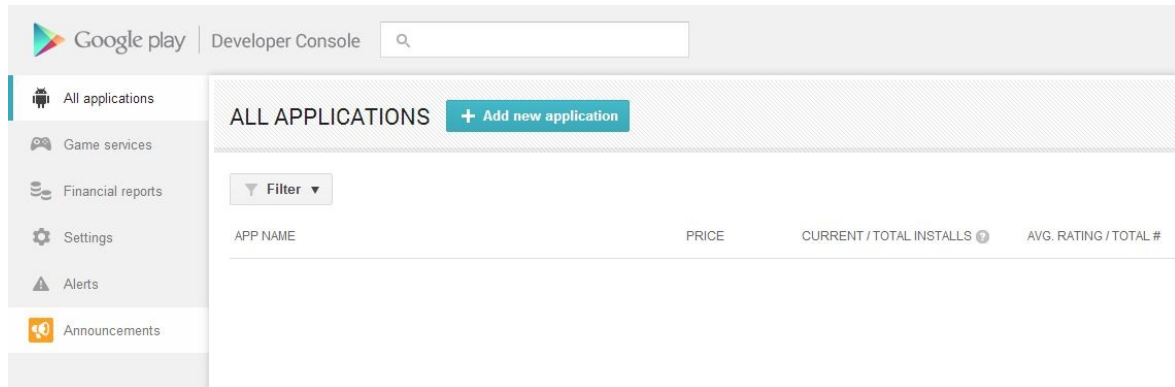 Google play Developer Console
All applications
Game services
Financial reports
Settings
Alerts
Announcements
ALL APPLICATIONS + Add new application
Filter
APP NAME PRICE CURRENT / TOTAL INSTALLS ? AVG. RATING / TOTAL #